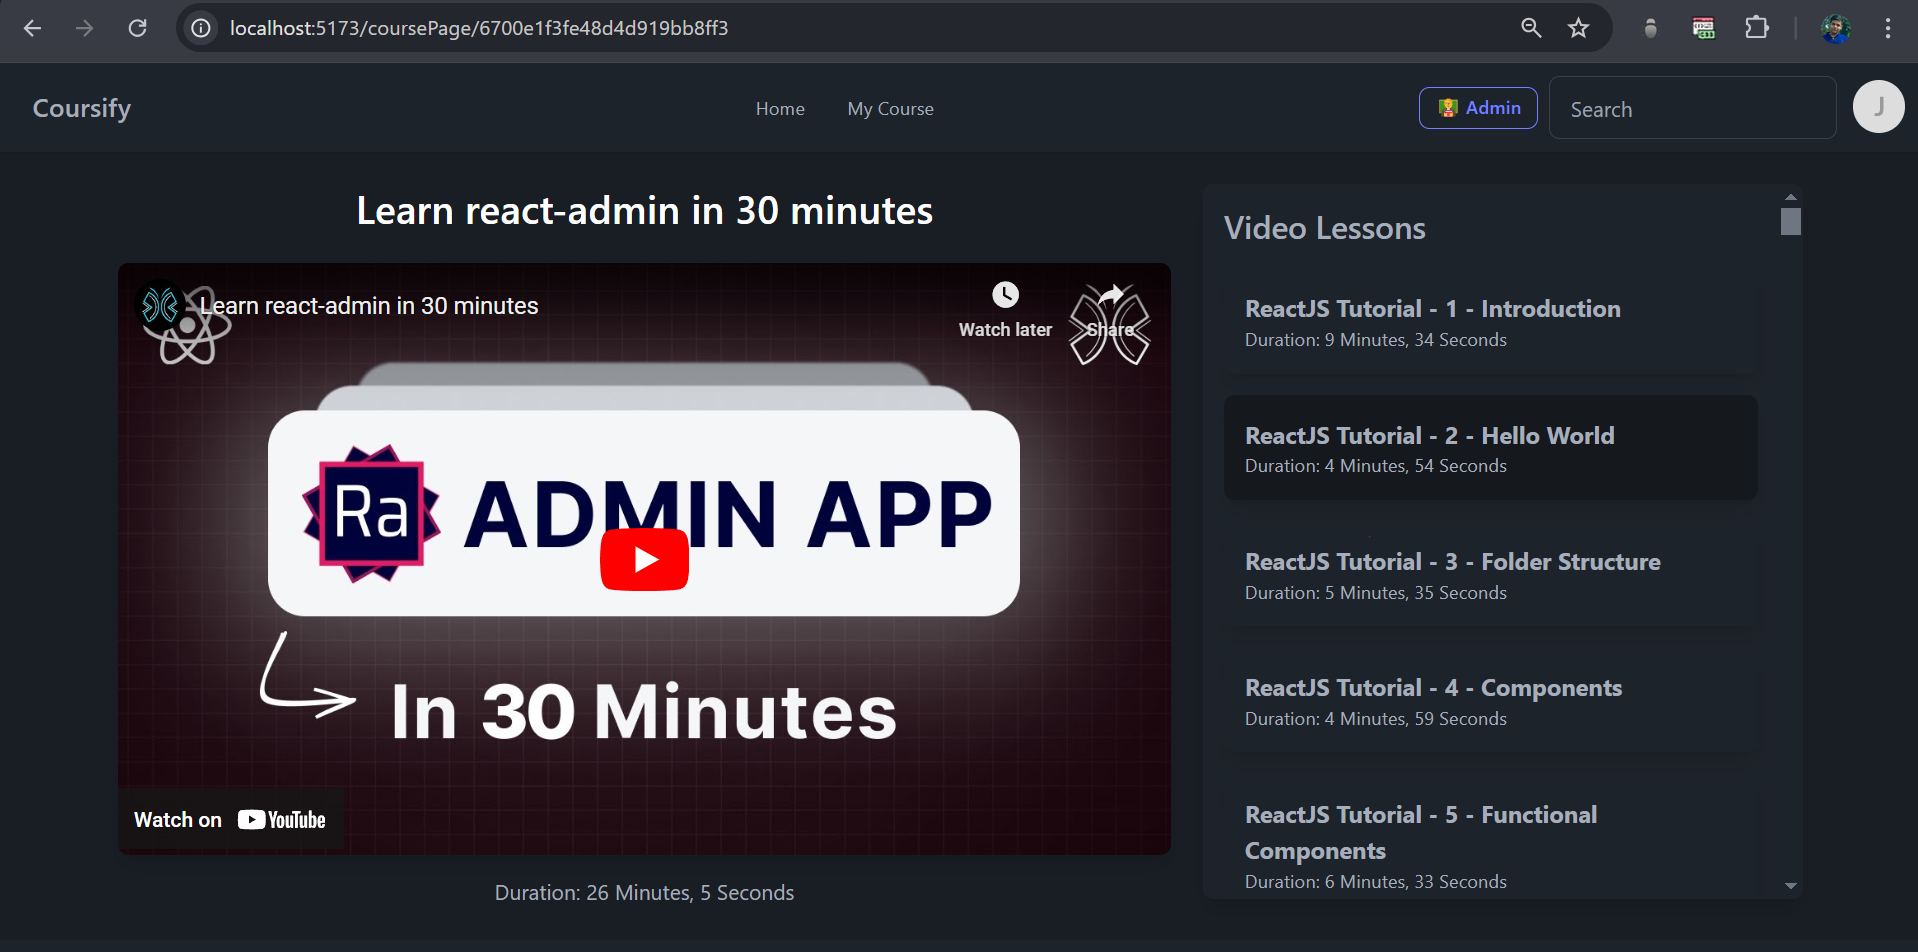 localhost:5173/coursePage/6700e1f3fe48d4d919bb8ff3
Coursify
Home
My Course
Admin
Search
J
Learn react-admin in 30 minutes
Learn react-admin in 30 minutes
Watch later
Share
Ra
ADMIN APP
In 30 Minutes
Watch on YouTube
Duration: 26 Minutes, 5 Seconds
Video Lessons
ReactJS Tutorial - 1 - Introduction
Duration: 9 Minutes, 34 Seconds
ReactJS Tutorial - 2 - Hello World
Duration: 4 Minutes, 54 Seconds
ReactJS Tutorial - 3 - Folder Structure
Duration: 5 Minutes, 35 Seconds
ReactJS Tutorial - 4 - Components
Duration: 4 Minutes, 59 Seconds
ReactJS Tutorial - 5 - Functional
Components
Duration: 6 Minutes, 33 Seconds